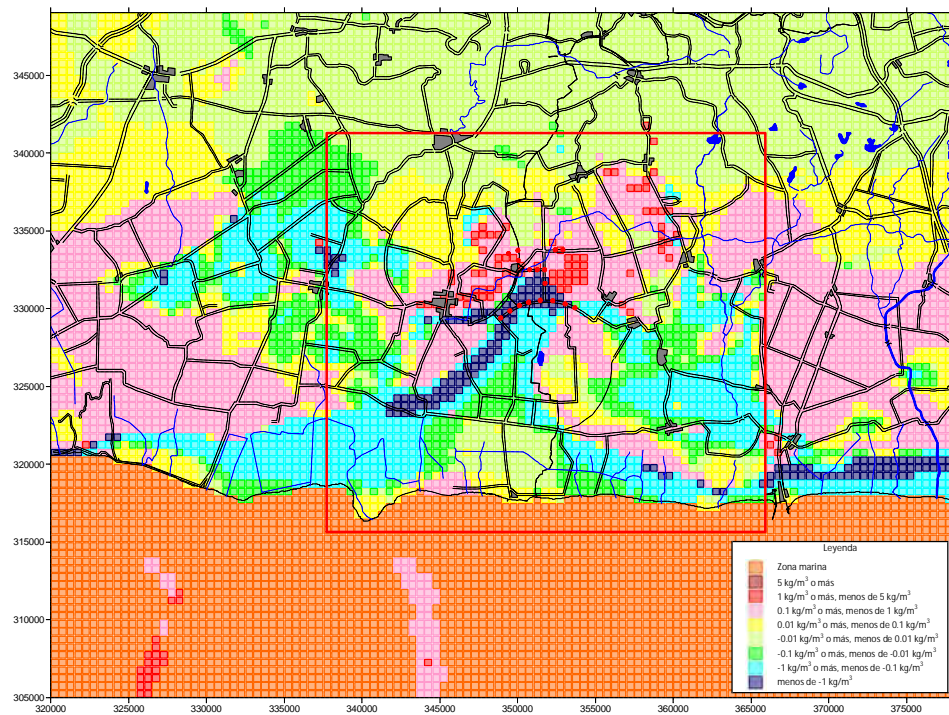 345000
340000
335000
330000
325000
320000
315000
310000
305000
320000 325000 330000 335000 340000 345000 350000 355000 360000 365000 370000 375000
Leyenda
Zona marina
5 kg/m³ o más
1 kg/m³ o más, menos de 5 kg/m³
0.1 kg/m³ o más, menos de 1 kg/m³
0.01 kg/m³ o más, menos de 0.1 kg/m³
-0.01 kg/m³ o más, menos de 0.01 kg/m³
-0.1 kg/m³ o más, menos de -0.01 kg/m³
-1 kg/m³ o más, menos de -0.1 kg/m³
menos de -1 kg/m³